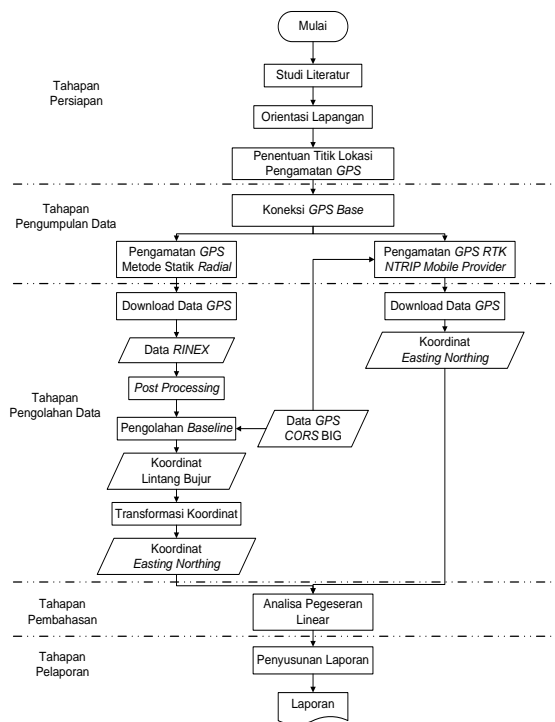 Mulai
Tahapan
Persiapan
Studi Literatur
Orientasi Lapangan
Penentuan Titik Lokasi
Pengamatan GPS
Tahapan
Pengumpulan Data
Koneksi GPS Base
Pengamatan GPS
Metode Statik Radial
Pengamatan GPS RTK
NTRIP Mobile Provider
Tahapan
Pengolahan Data
Download Data GPS
Data RINEX
Post Processing
Pengolahan Baseline
Koordinat
Lintang Bujur
Transformasi Koordinat
Koordinat
Easting Northing
Data GPS
CORS BIG
Download Data GPS
Koordinat
Easting Northing
Tahapan
Pembahasan
Analisa Pegeseran
Linear
Tahapan
Pelaporan
Penyusunan Laporan
Laporan